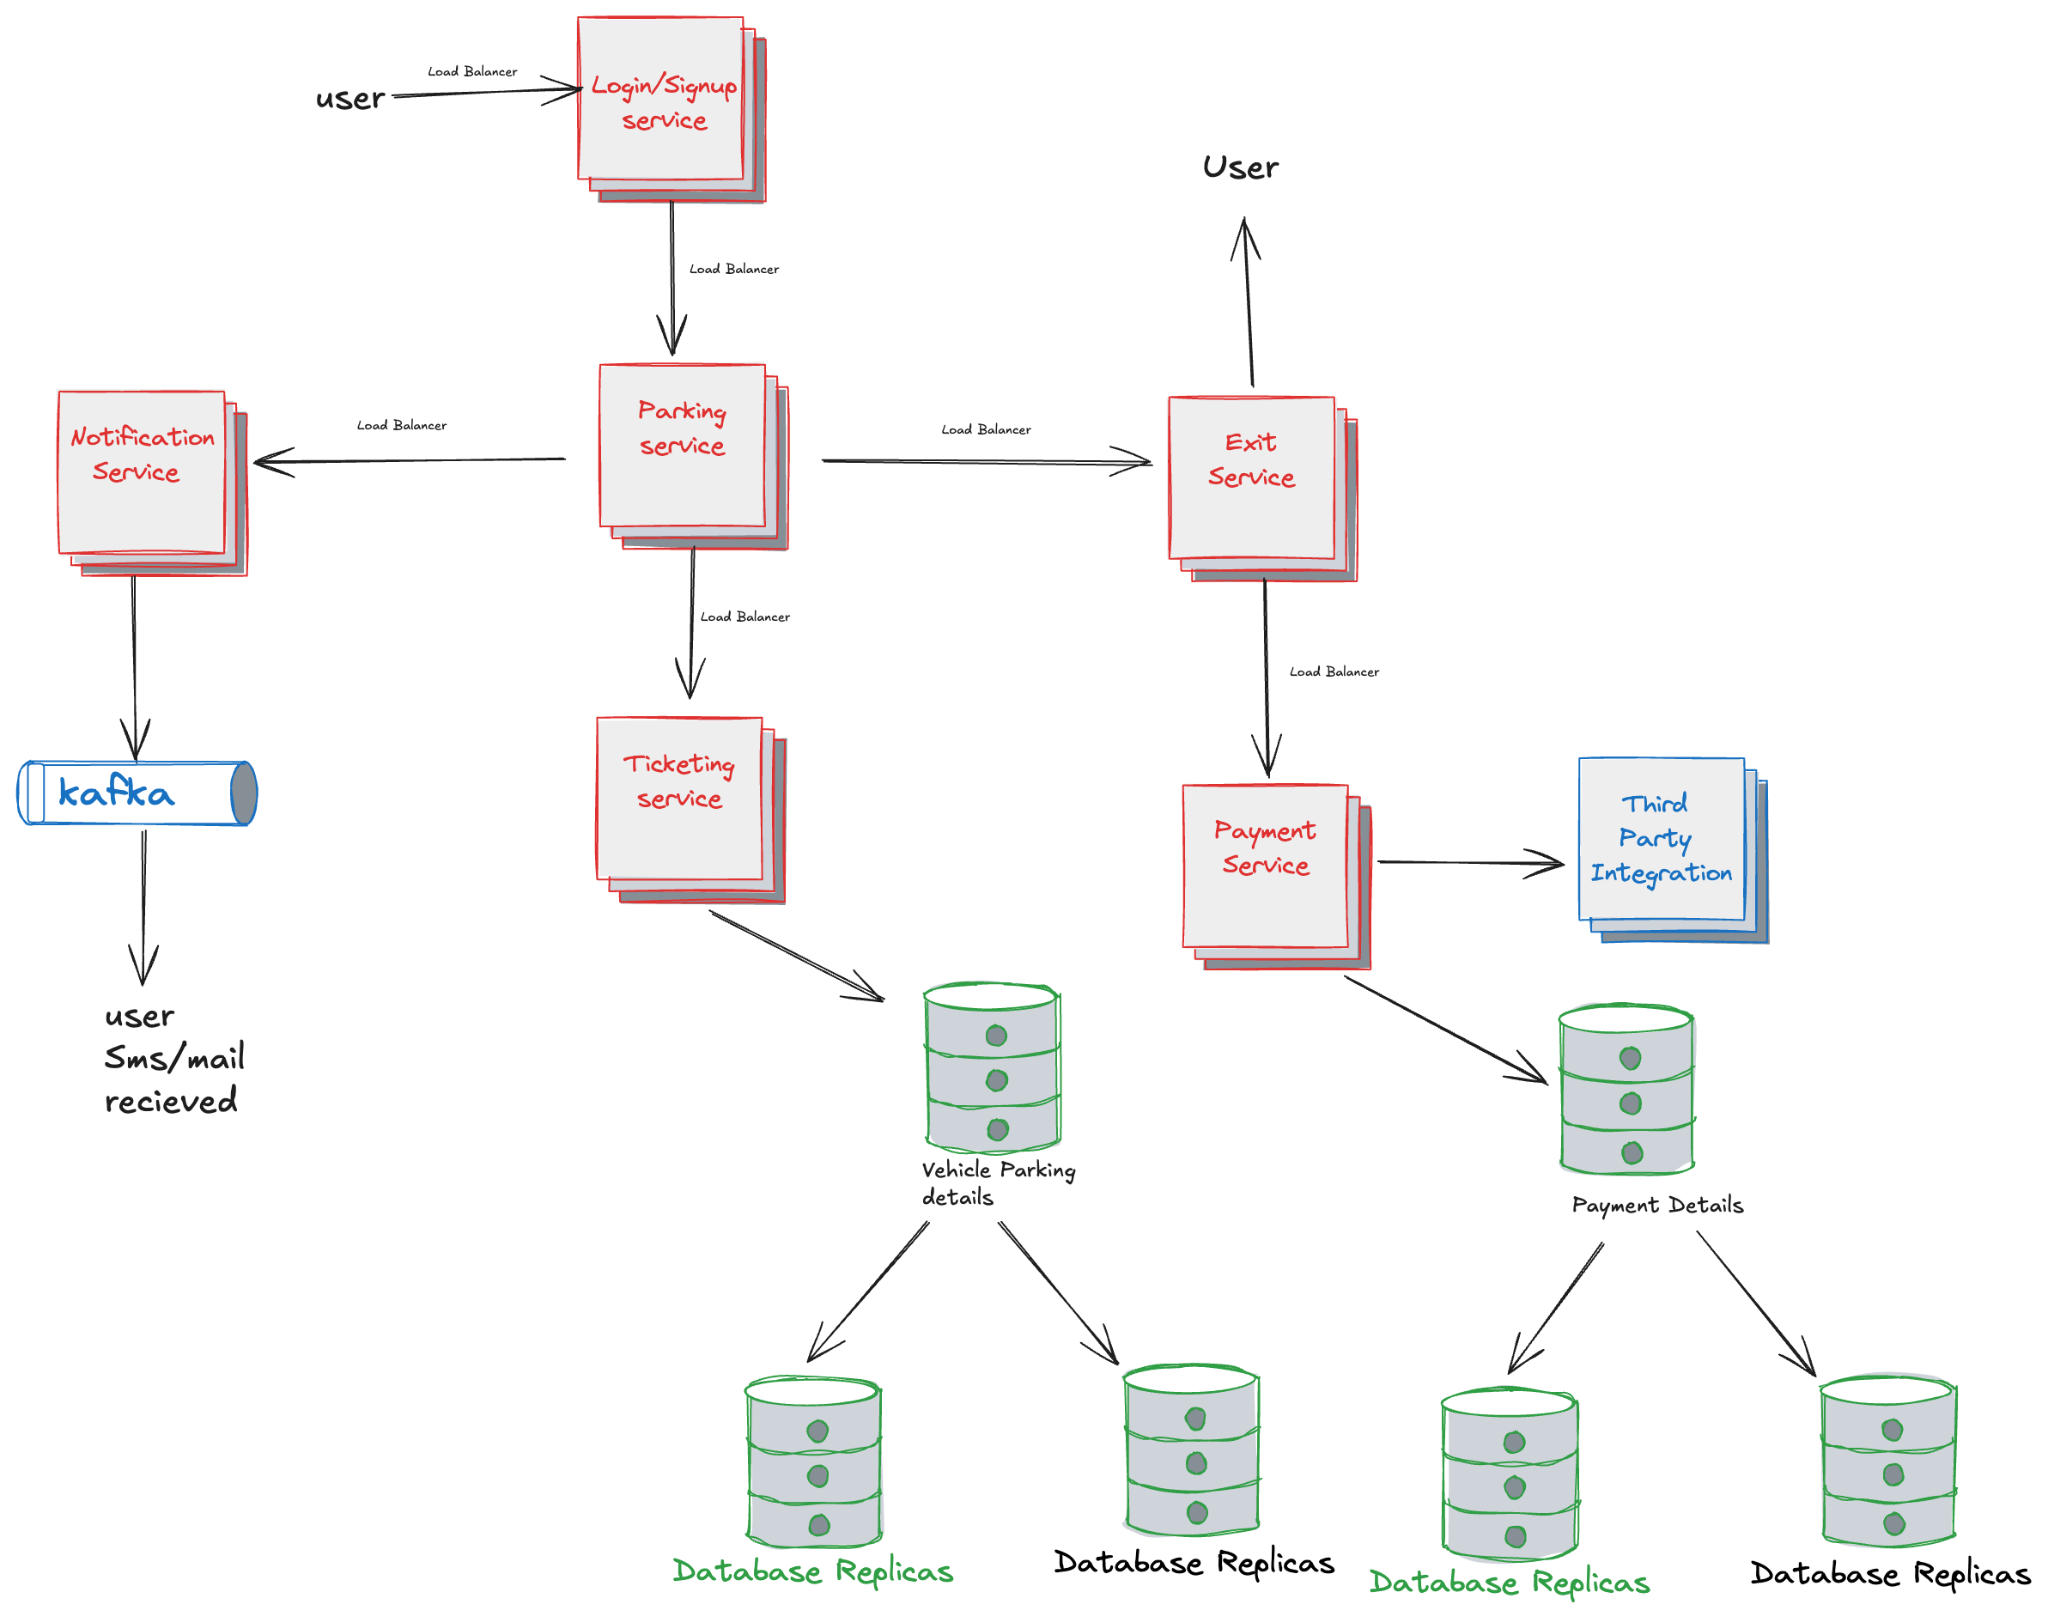 Load Balancer
user
Login/Signup
service
User
Load Balancer
Notification
Service
Load Balancer
Parking
service
Load Balancer
Exit
Service
Load Balancer
Load Balancer
kafka
Ticketing
service
Payment
Service
Third
Party
Integration
user
Sms/mail
recieved
Vehicle Parking
details
Payment Details
Database Replicas
Database Replicas
Database Replicas
Database Replicas